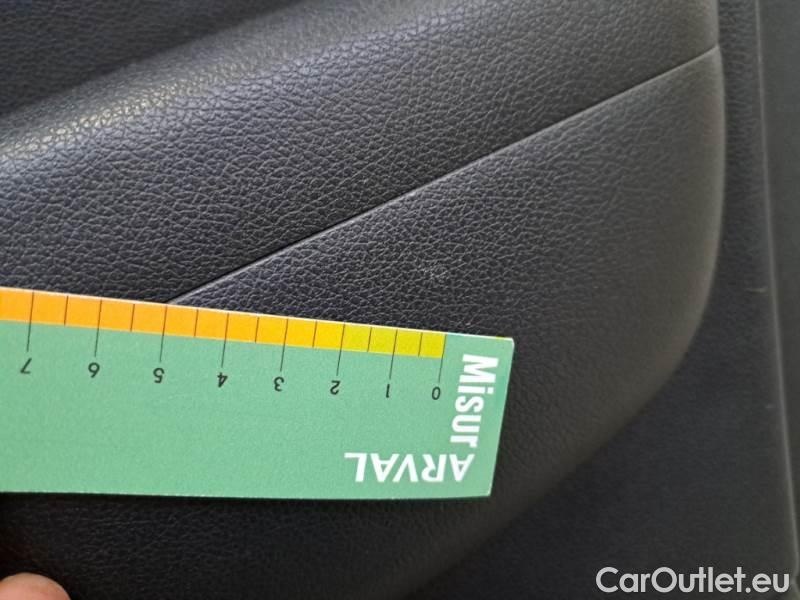 7 6 5 4 3 2 1 0
Misur
ARVAL
CarOutlet.eu